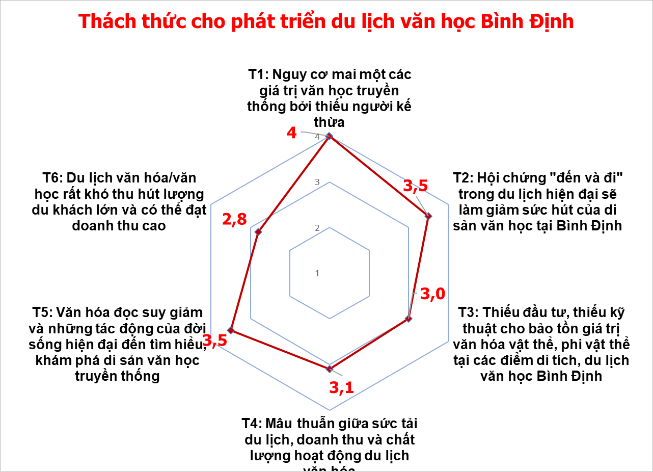 Thách thức cho phát triển du lịch văn học Bình Định
T1: Nguy cơ mai một các
giá trị văn học truyền
thống bởi thiếu người kế
thừa
4
4
T6: Du lịch văn hóa/văn
học rất khó thu hút lượng
du khách lớn và có thể đạt
doanh thu cao
2,8
3
3,5
T2: Hội chứng "đến và đi"
trong du lịch hiện đại sẽ
làm giảm sức hút của di
sản văn học tại Bình Định
2
1
T5: Văn hóa đọc suy giảm
và những tác động của đời
sống hiện đại đến tìm hiểu,
khám phá di sản văn học
truyền thống
3,5
3,0
T3: Thiếu đầu tư, thiếu kỹ
thuật cho bảo tồn giá trị
văn hóa vật thể, phi vật thể
tại các điểm di tích, du lịch
văn học Bình Định
3,1
T4: Mâu thuẫn giữa sức tải
du lịch, doanh thu và chất
lượng hoạt động du lịch
văn hóa